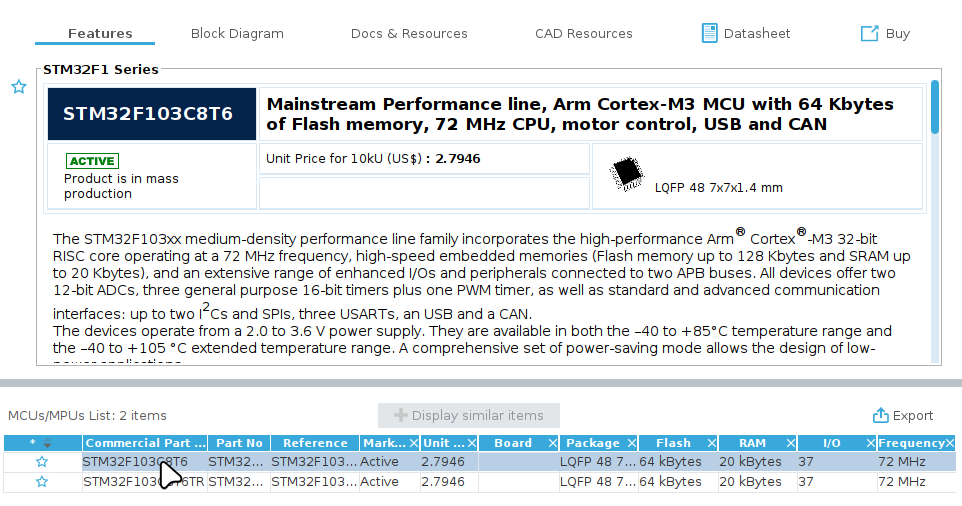 Features Block Diagram Docs & Resources CAD Resources Datasheet Buy
STM32F1 Series
STM32F103C8T6
Mainstream Performance line, Arm Cortex-M3 MCU with 64 Kbytes
of Flash memory, 72 MHz CPU, motor control, USB and CAN
ACTIVE
Product is in mass
production
Unit Price for 10kU (US$) : 2.7946
LQFP 48 7x7x1.4 mm
The STM32F103xx medium-density performance line family incorporates the high-performance Arm® Cortex®-M3 32-bit
RISC core operating at a 72 MHz frequency, high-speed embedded memories (Flash memory up to 128 Kbytes and SRAM up
to 20 Kbytes), and an extensive range of enhanced I/Os and peripherals connected to two APB buses. All devices offer two
12-bit ADCs, three general purpose 16-bit timers plus one PWM timer, as well as standard and advanced communication
interfaces: up to two I²Cs and SPIs, three USARTs, an USB and a CAN.
The devices operate from a 2.0 to 3.6 V power supply. They are available in both the –40 to +85°C temperature range and
the –40 to +105 °C extended temperature range. A comprehensive set of power-saving mode allows the design of low-
power applications.
MCUs/MPUs List: 2 items Display similar items Export
* Commercial Part ... Part No Reference Mark... Unit ... Board Package Flash RAM I/O Frequency
STM32F103C8T6 STM32... STM32F103... Active 2.7946 LQFP 48 7... 64 kBytes 20 kBytes 37 72 MHz
STM32... STM32F103... Active 2.7946 LQFP 48 7... 64 kBytes 20 kBytes 37 72 MHz